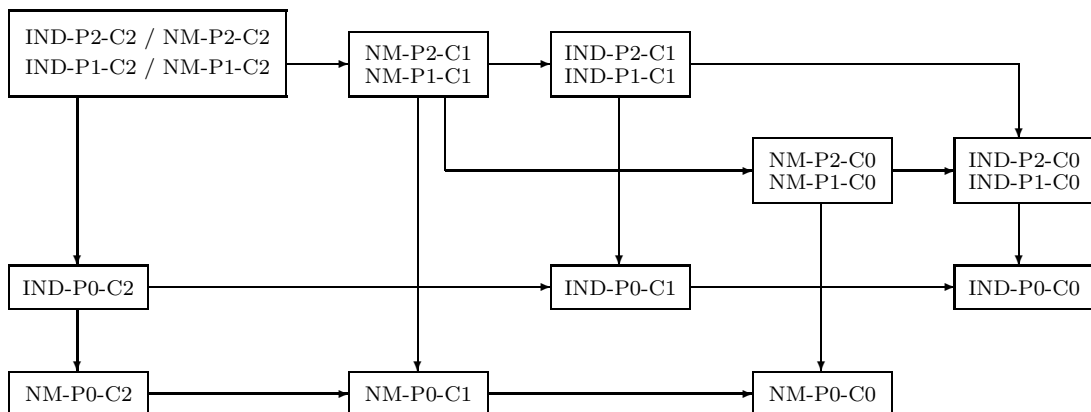 IND-P2-C2 / NM-P2-C2
IND-P1-C2 / NM-P1-C2
NM-P2-C1
NM-P1-C1
IND-P2-C1
IND-P1-C1
NM-P2-C0
NM-P1-C0
IND-P2-C0
IND-P1-C0
IND-P0-C2
IND-P0-C1
IND-P0-C0
NM-P0-C2
NM-P0-C1
NM-P0-C0